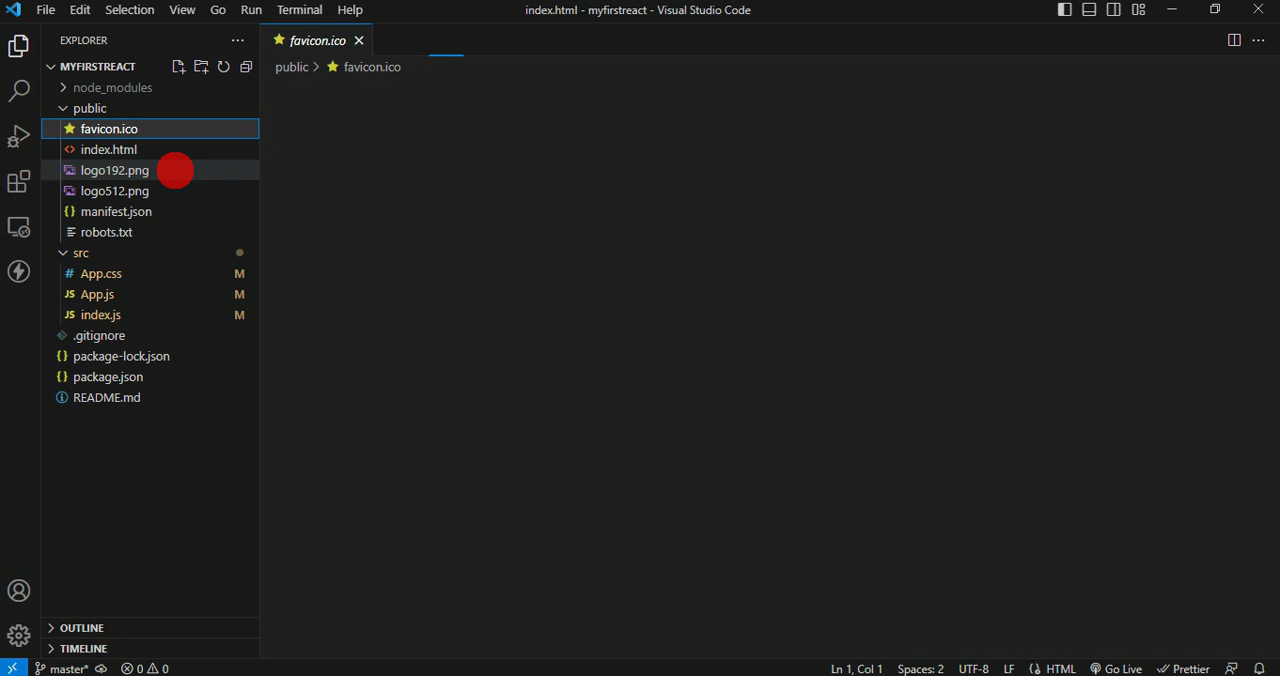 File Edit Selection View Go Run Terminal Help
index.html - myfirstreact - Visual Studio Code
EXPLORER
favicon.ico
MYFIRSTREACT
public favicon.ico
node_modules
public
favicon.ico
index.html
logo192.png
logo512.png
manifest.json
robots.txt
src
App.css M
JS App.js M
JS index.js M
.gitignore
package-lock.json
package.json
README.md
OUTLINE
TIMELINE
master* 0 0 Ln 1, Col 1 Spaces: 2 UTF-8 LF HTML Go Live Prettier